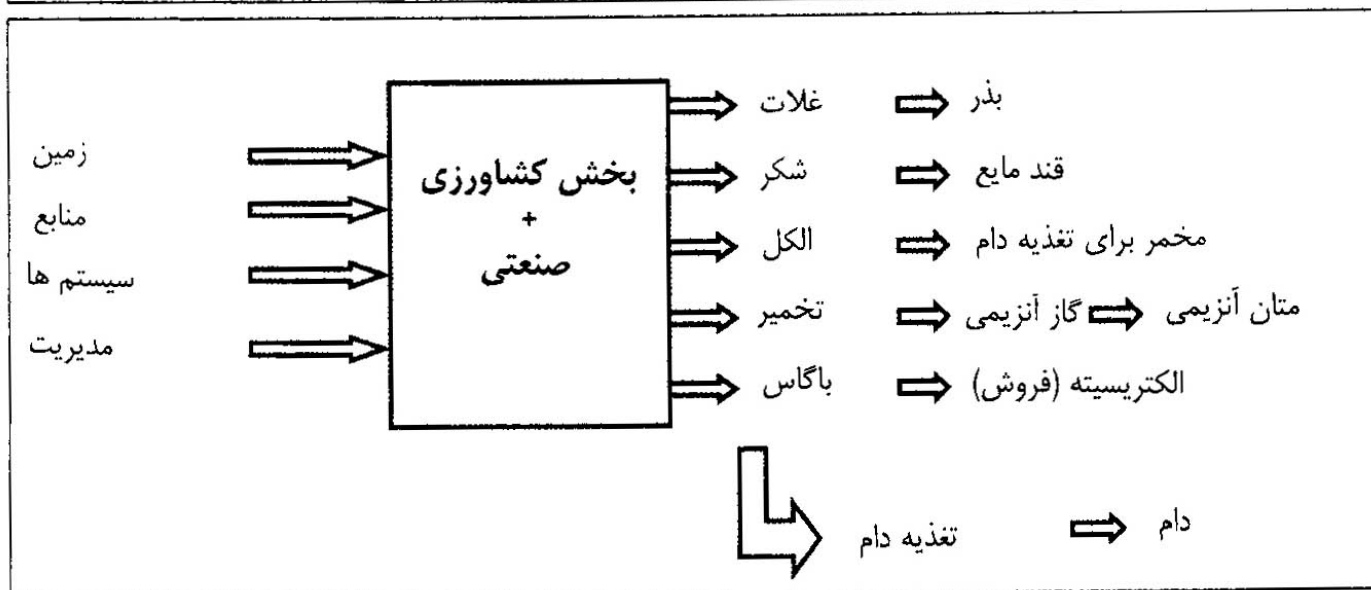 زمین
منابع
سیستم ها
مدیریت
بخش کشاورزی
+
صنعتی
غلات
بذر
شکر
قند مایع
الکل
مخمر برای تغذیه دام
تخمیر
گاز آنزیمی
متان آنزیمی
باگاس
الکتریسیته (فروش)
تغذیه دام
دام